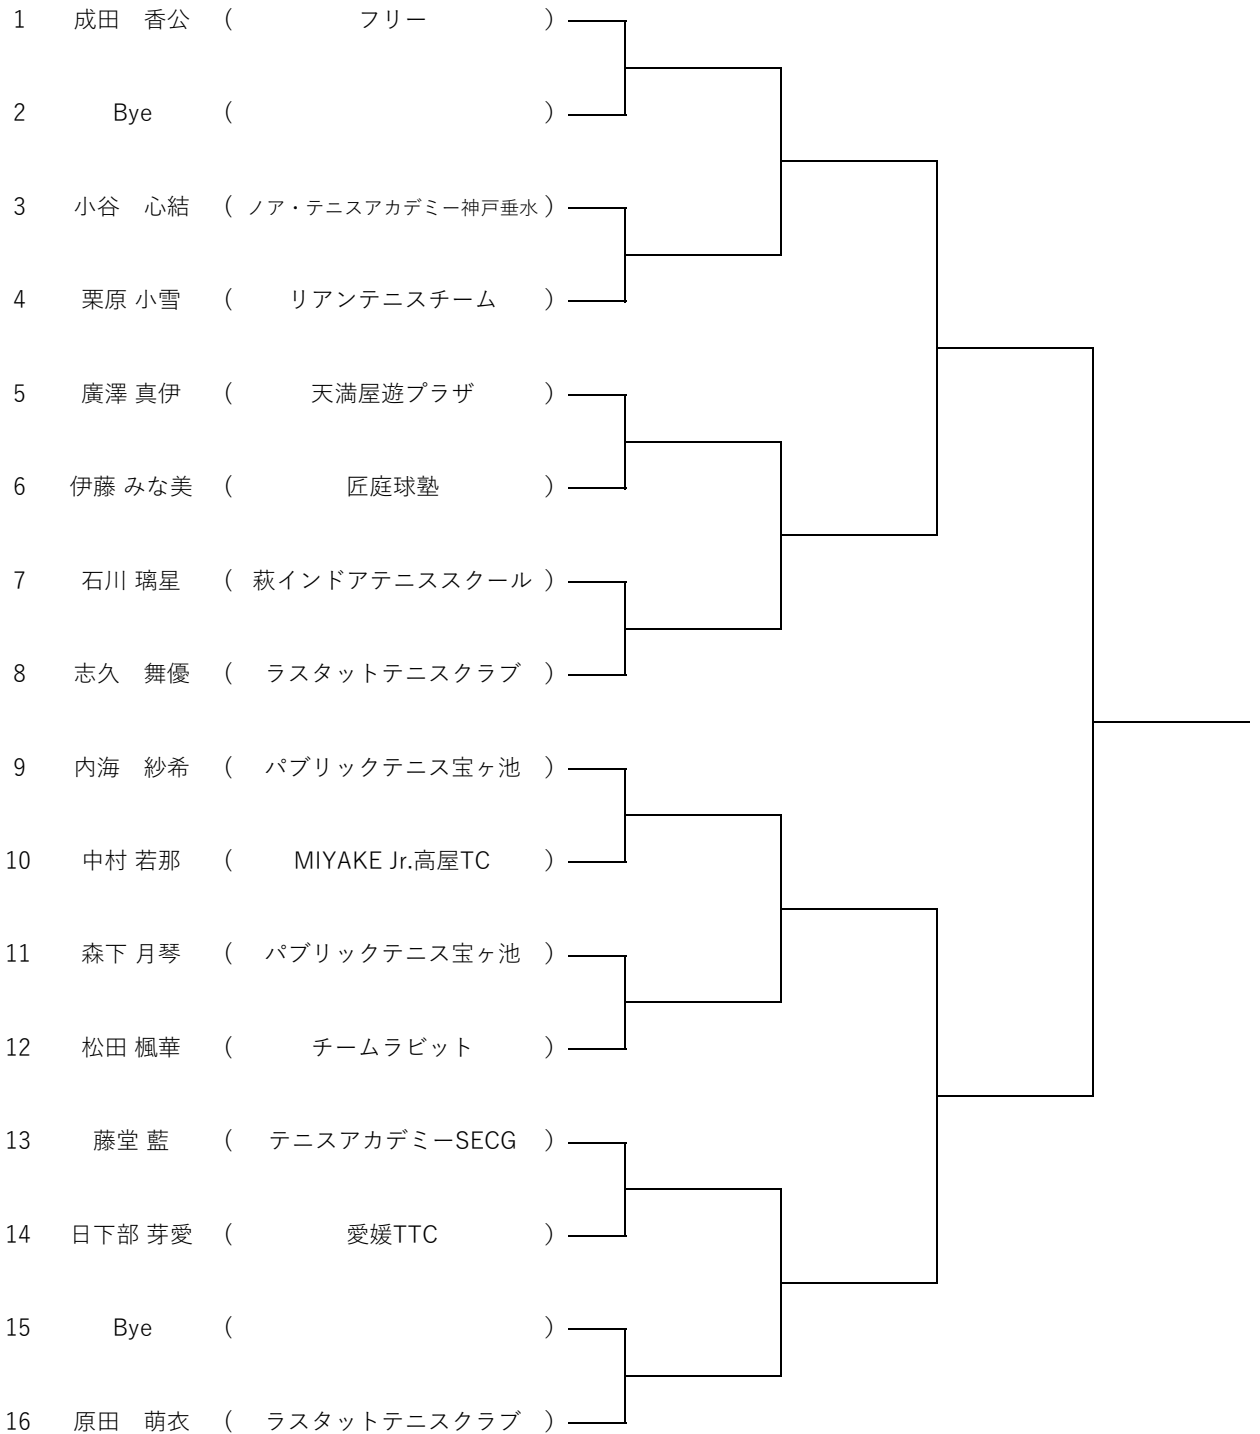 1 成田　香公 ( フリー )
2 Bye ( )
3 小谷　心結 ( ノア・テニスアカデミー神戸垂水 )
4 栗原 小雪 ( リアンテニスチーム )
5 廣澤 真伊 ( 天満屋遊プラザ )
6 伊藤 みな美 ( 匠庭球塾 )
7 石川 璃星 ( 萩インドアテニススクール )
8 志久　舞優 ( ラスタットテニスクラブ )
9 内海　紗希 ( パブリックテニス宝ヶ池 )
10 中村 若那 ( MIYAKE Jr.高屋TC )
11 森下 月琴 ( パブリックテニス宝ヶ池 )
12 松田 楓華 ( チームラビット )
13 藤堂 藍 ( テニスアカデミーSECG )
14 日下部 芽愛 ( 愛媛TTC )
15 Bye ( )
16 原田　萌衣 ( ラスタットテニスクラブ )